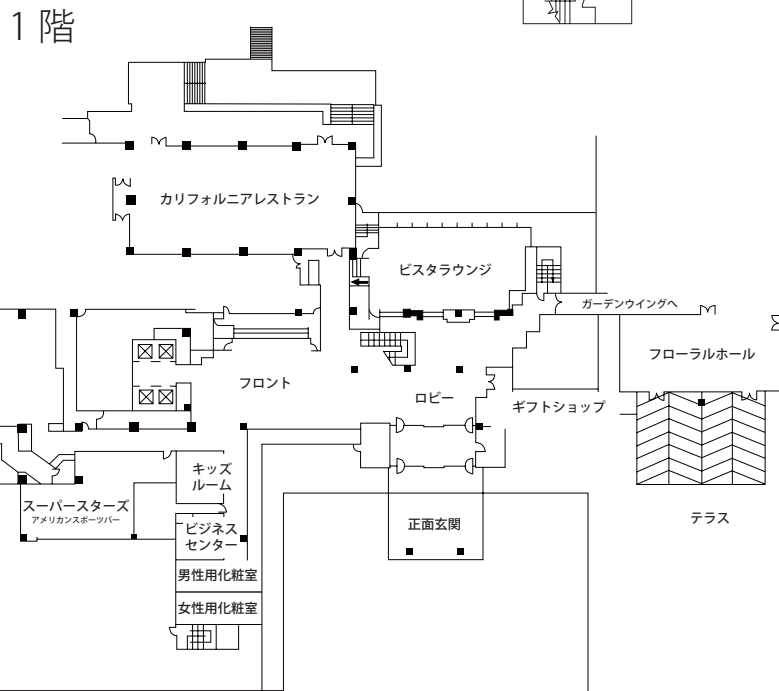 1 階
カリフォルニアレストラン
ビスタラウンジ
ガーデンウイングへ
フローラルホール
フロント
ロビー
ギフトショップ
キッズ
ルーム
スーパースターズ
アメリカンスポーツバー
ビジネス
センター
正面玄関
テラス
男性用化粧室
女性用化粧室